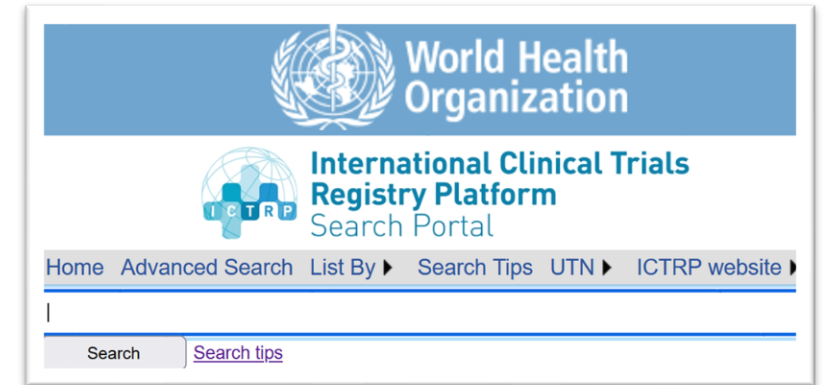 World Health
Organization
International Clinical Trials
Registry Platform
Search Portal
ICTRP
Home Advanced Search List By Search Tips UTN ICTRP website
Search Search tips